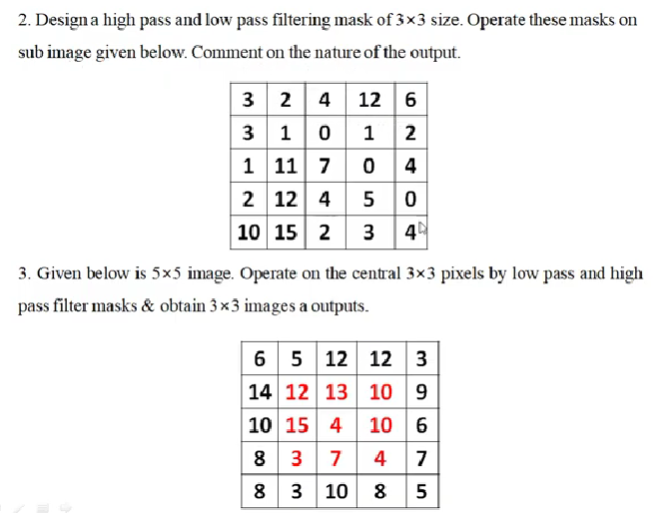 2. Design a high pass and low pass filtering mask of 3×3 size. Operate these masks on
sub image given below. Comment on the nature of the output.
3 2 4 12 6
3 1 0 1 2
1 11 7 0 4
2 12 4 5 0
10 15 2 3 4
3. Given below is 5×5 image. Operate on the central 3×3 pixels by low pass and high
pass filter masks & obtain 3×3 images a outputs.
6 5 12 12 3
14 12 13 10 9
10 15 4 10 6
8 3 7 4 7
8 3 10 8 5